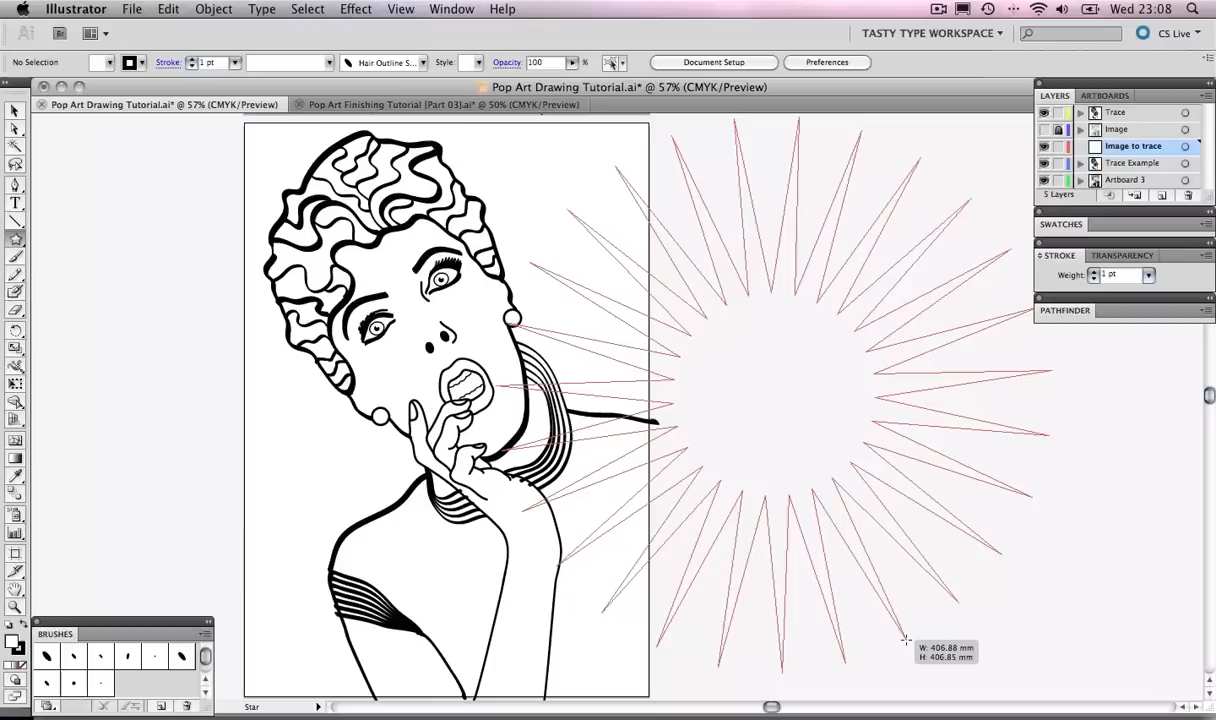 Illustrator File Edit Object Type Select Effect View Window Help Wed 23:08
Ai Br TASTY TYPE WORKSPACE CS Live
No Selection Stroke: 1 pt Hair Outline S... Style: Opacity: 100 % Document Setup Preferences
Pop Art Drawing Tutorial.ai* @ 57% (CMYK/Preview)
Pop Art Drawing Tutorial.ai* @ 57% (CMYK/Preview) Pop Art Finishing Tutorial [Part 03].ai* @ 50% (CMYK/Preview)
LAYERS ARTBOARDS
Trace
Image
Image to trace
Trace Example
Artboard 3
5 Layers
SWATCHES
STROKE TRANSPARENCY
Weight: 1 pt
PATHFINDER
W: 406.88 mm
H: 406.85 mm
BRUSHES
Star